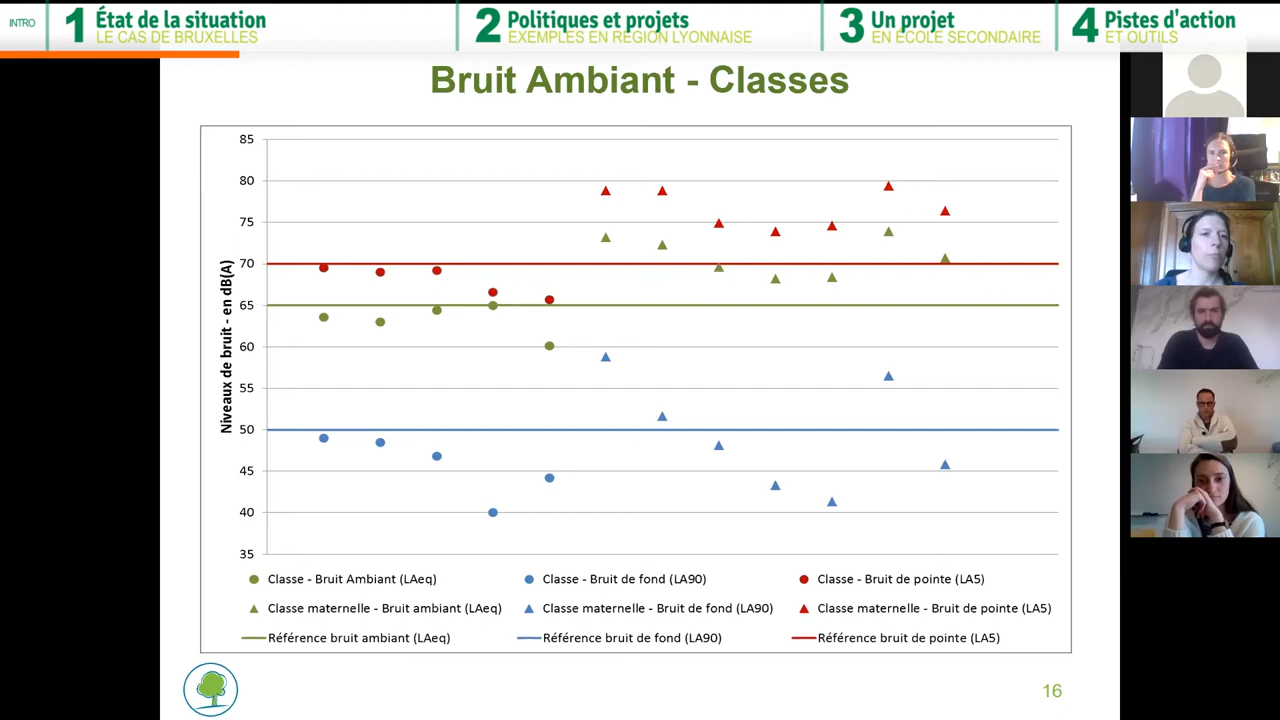 INTRO
1 État de la situation
LE CAS DE BRUXELLES
2 Politiques et projets
EXEMPLES EN RÉGION LYONNAISE
3 Un projet
EN ÉCOLE SECONDAIRE
4 Pistes d'action
ET OUTILS
Bruit Ambiant - Classes
Niveaux de bruit - en dB(A)
85
80
75
70
65
60
55
50
45
40
35
Classe - Bruit Ambiant (LAeq)
Classe - Bruit de fond (LA90)
Classe - Bruit de pointe (LA5)
Classe maternelle - Bruit ambiant (LAeq)
Classe maternelle - Bruit de fond (LA90)
Classe maternelle - Bruit de pointe (LA5)
Référence bruit ambiant (LAeq)
Référence bruit de fond (LA90)
Référence bruit de pointe (LA5)
16